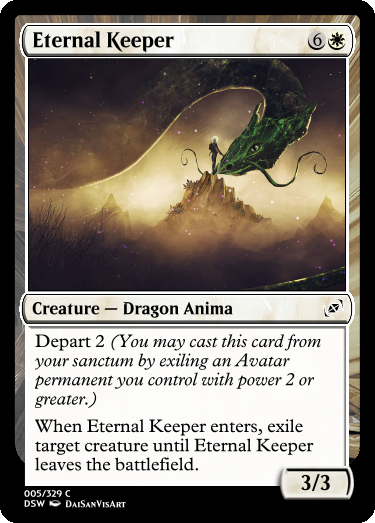 Eternal Keeper 6
Creature — Dragon Anima
Depart 2 (You may cast this card from
your sanctum by exiling an Avatar
permanent you control with power 2 or
greater.)
When Eternal Keeper enters, exile
target creature until Eternal Keeper
leaves the battlefield.
3/3
005/329 C
DSW DaiSanVisArt